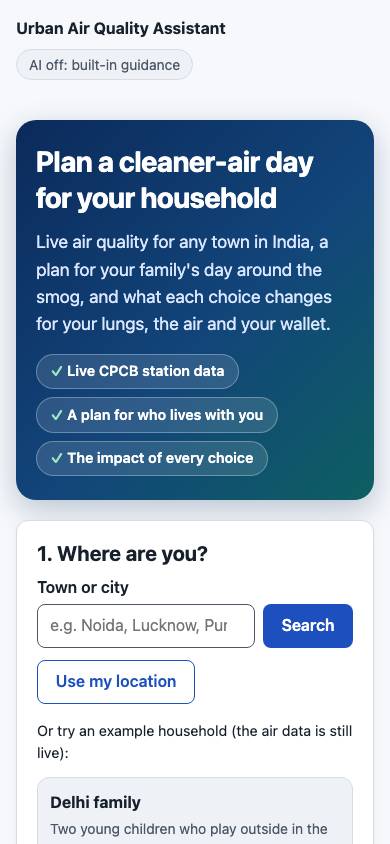 Urban Air Quality Assistant
AI off: built-in guidance
Plan a cleaner-air day
for your household
Live air quality for any town in India, a
plan for your family's day around the
smog, and what each choice changes
for your lungs, the air and your wallet.
✓ Live CPCB station data
✓ A plan for who lives with you
✓ The impact of every choice
1. Where are you?
Town or city
e.g. Noida, Lucknow, Pur
Search
Use my location
Or try an example household (the air data is still
live):
Delhi family
Two young children who play outside in the